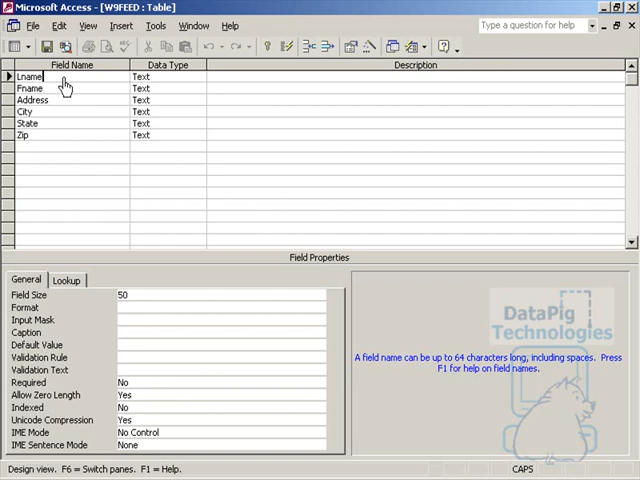 Microsoft Access - [W9FEED : Table]
File Edit View Insert Tools Window Help
Type a question for help
Field Name Data Type Description
Lname Text
Fname Text
Address Text
City Text
State Text
Zip Text
Field Properties
General Lookup
Field Size 50
Format
Input Mask
Caption
Default Value
Validation Rule
Validation Text
Required No
Allow Zero Length Yes
Indexed No
Unicode Compression Yes
IME Mode No Control
IME Sentence Mode None
DataPig
Technologies
A field name can be up to 64 characters long, including spaces. Press
F1 for help on field names.
Design view. F6 = Switch panes. F1 = Help.
CAPS